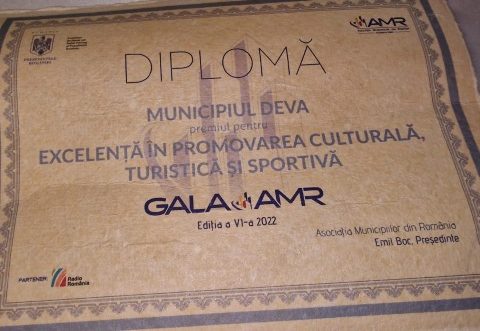 AMR
DIPLOMĂ
MUNICIPIUL DEVA
premiul pentru
EXCELENȚĂ ÎN PROMOVAREA CULTURALĂ,
TURISTICĂ ȘI SPORTIVĂ
GALA AMR
Ediția a VI-a 2022
Asociația Municipiilor din România
Emil Boc, Președinte
PARTENER:
Radio
România